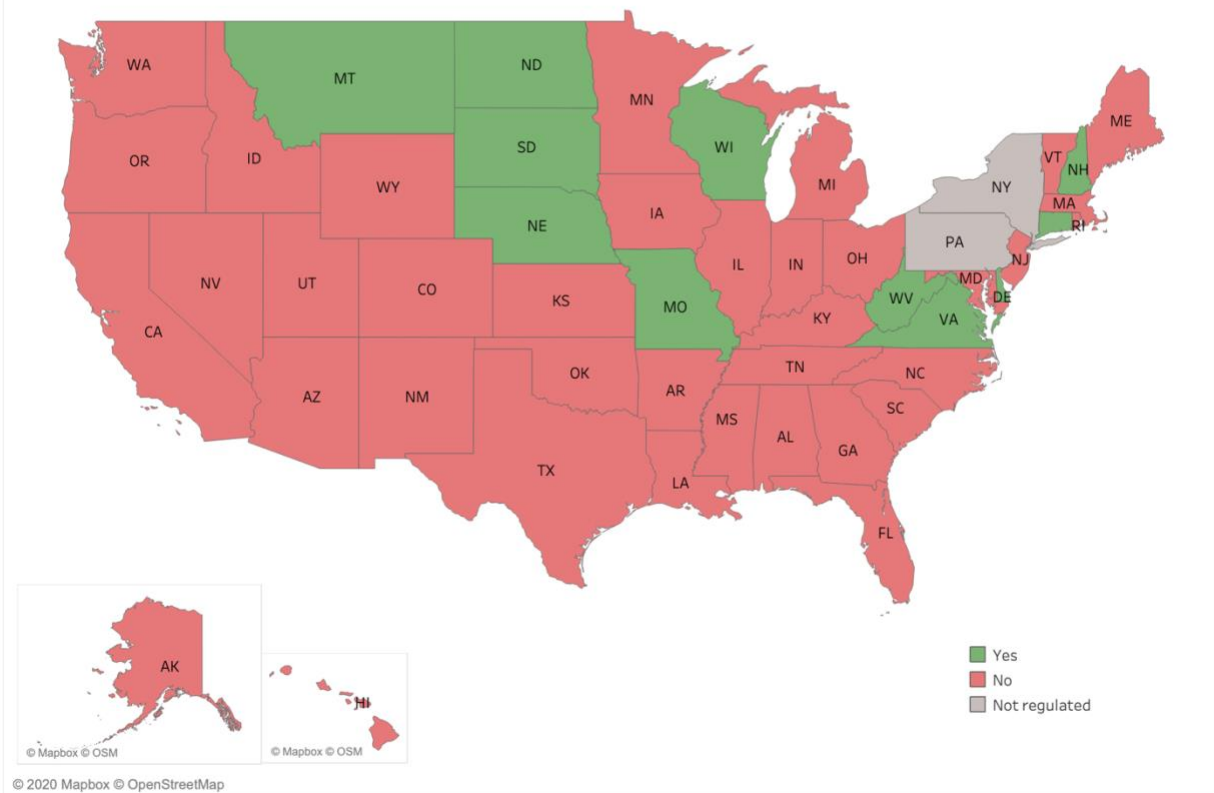 WA
MT
ND
MN
ME
OR
ID
SD
WI
VT
NH
WY
MI
NY
MA
RI
IA
NE
PA
NJ
NV
UT
CO
IL
IN
OH
MD
DE
KS
MO
WV
VA
CA
KY
OK
TN
NC
AZ
NM
AR
SC
MS
AL
GA
TX
LA
FL
AK
HI
Yes
No
Not regulated
© Mapbox © OSM
© Mapbox © OSM
© 2020 Mapbox © OpenStreetMap